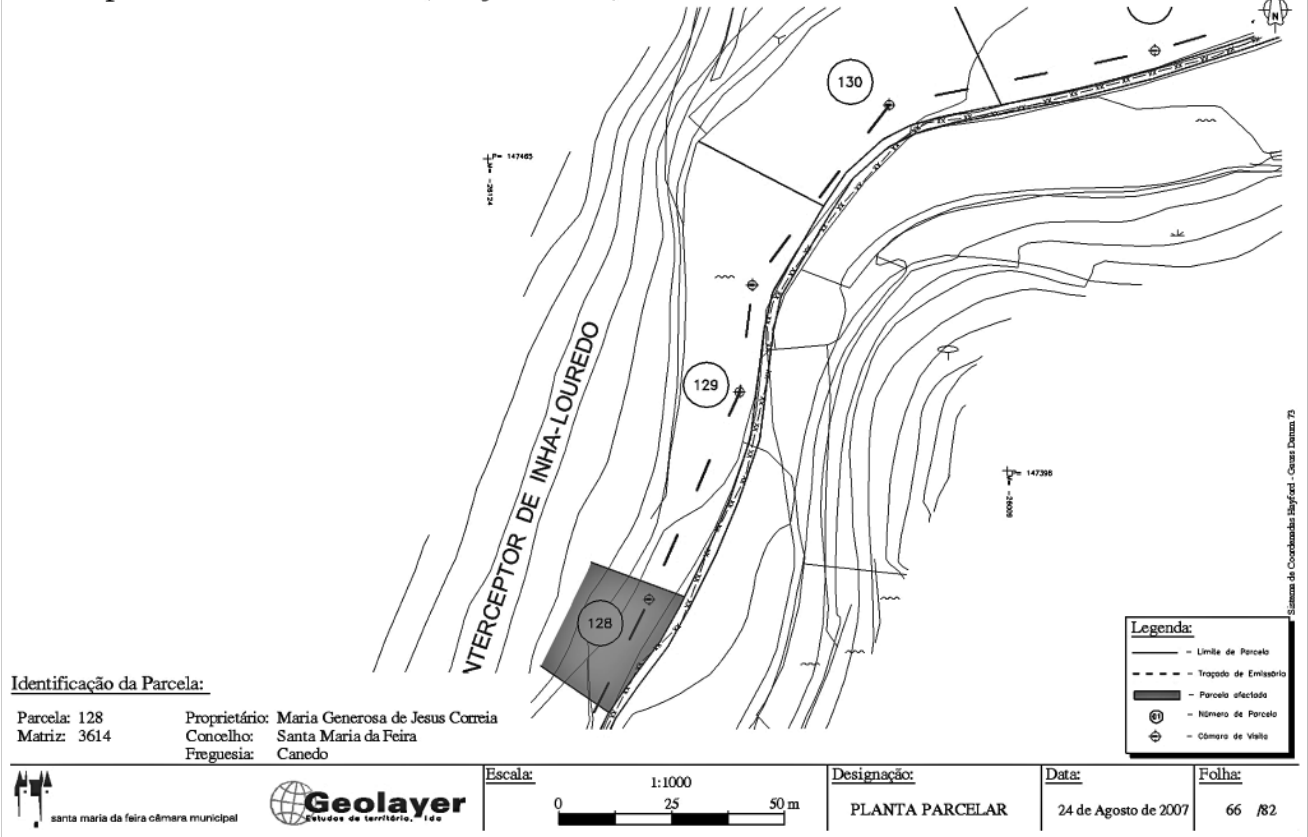 N
130
P= 147465
M= -26124
129
INTERCEPTOR DE INHA-LOUREDO
P= 147398
M= -26009
128
Sistema de Coordenadas Hayford - Gauss Datum 73
Legenda:
- Limite de Parcela
- Traçado de Emissário
- Parcela afectada
- Número de Parcela
- Câmara de Visita
Identificação da Parcela:
Parcela: 128
Proprietário: Maria Generosa de Jesus Correia
Matriz: 3614
Concelho: Santa Maria da Feira
Freguesia: Canedo
santa maria da feira câmara municipal
Geolayer
Estudos de território, lda
Escala:
1:1000
0 25 50 m
Designação:
PLANTA PARCELAR
Data:
24 de Agosto de 2007
Folha:
66 /82